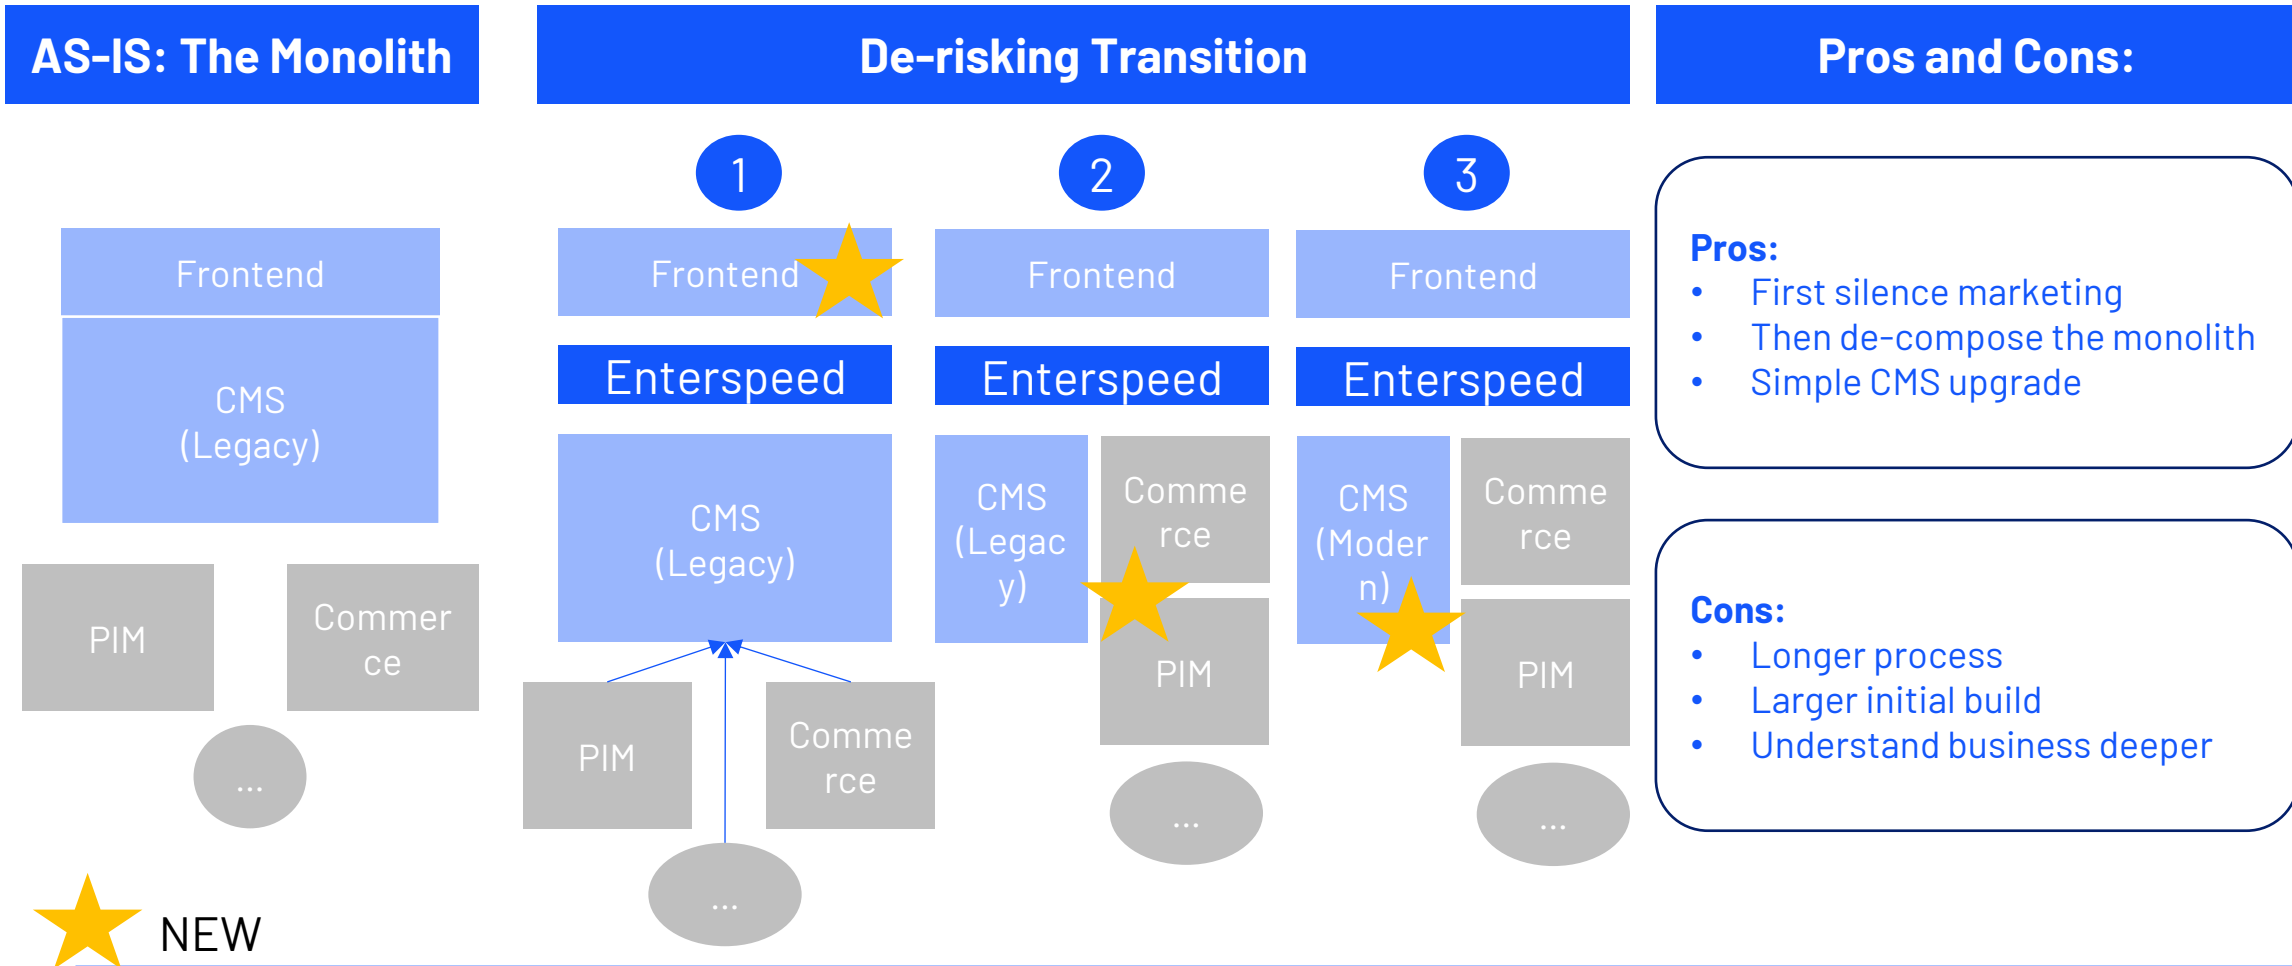 AS-IS: The Monolith
Frontend
CMS
(Legacy)
PIM
Commer
ce
...
NEW
De-risking Transition
1
Frontend
Enterspeed
CMS
(Legacy)
PIM
Comme
rce
...
2
Frontend
Enterspeed
CMS
(Legac
y)
Comme
rce
PIM
...
3
Frontend
Enterspeed
CMS
(Moder
n)
Comme
rce
PIM
...
Pros and Cons:
Pros:
• First silence marketing
• Then de-compose the monolith
• Simple CMS upgrade
Cons:
• Longer process
• Larger initial build
• Understand business deeper